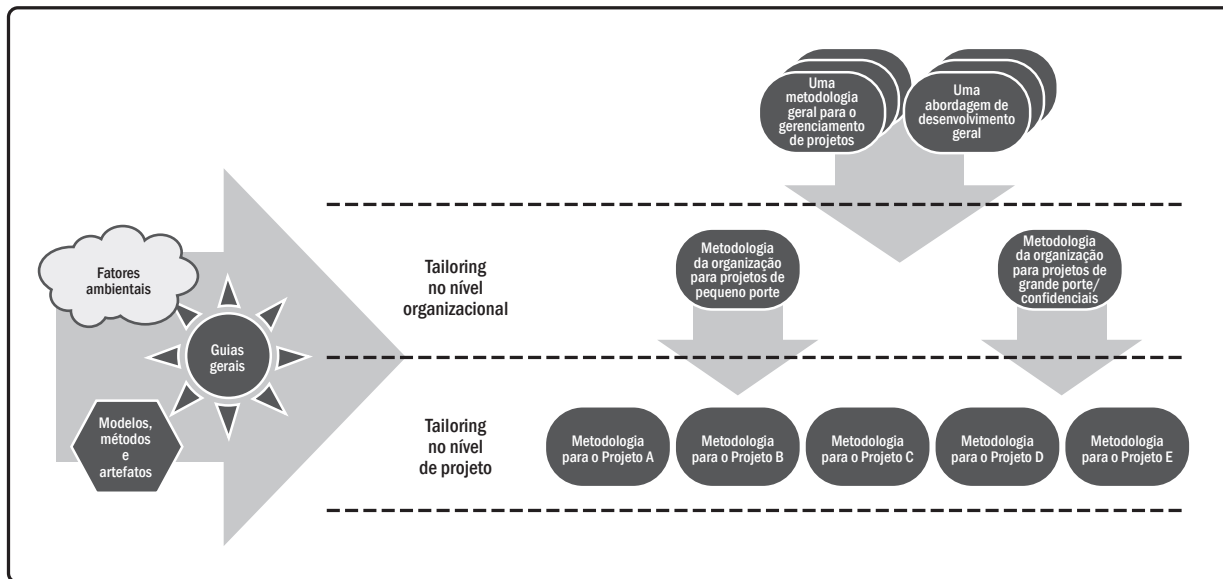 Uma
metodologia
geral para o
gerenciamento
de projetos
Uma
abordagem de
desenvolvimento
geral
Fatores
ambientais
Guias
gerais
Modelos,
métodos
e
artefatos
Tailoring
no nível
organizacional
Metodologia
da organização
para projetos de
pequeno porte
Metodologia
da organização
para projetos de
grande porte/
confidenciais
Tailoring
no nível
de projeto
Metodologia
para o Projeto A
Metodologia
para o Projeto B
Metodologia
para o Projeto C
Metodologia
para o Projeto D
Metodologia
para o Projeto E